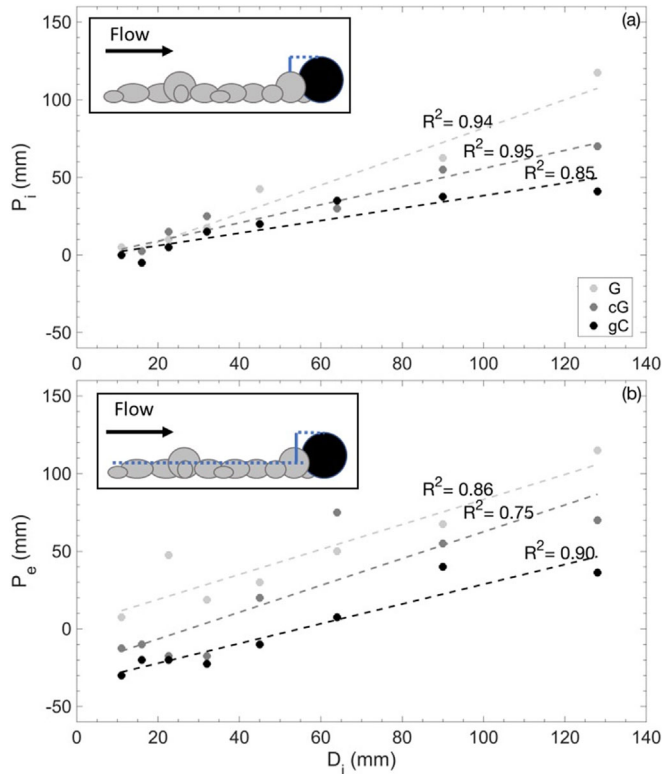 (a)
150
100
50
0
-50
P_i (mm)
Flow
R^2= 0.94
R^2= 0.95
R^2= 0.85
G
cG
gC
0 20 40 60 80 100 120 140
(b)
150
100
50
0
-50
P_e (mm)
Flow
R^2= 0.86
R^2= 0.75
R^2= 0.90
0 20 40 60 80 100 120 140
D_i (mm)